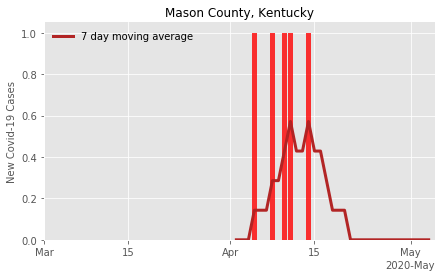 Mason County, Kentucky
7 day moving average
New Covid-19 Cases
1.0
0.8
0.6
0.4
0.2
0.0
Mar
15
Apr
15
May
2020-May